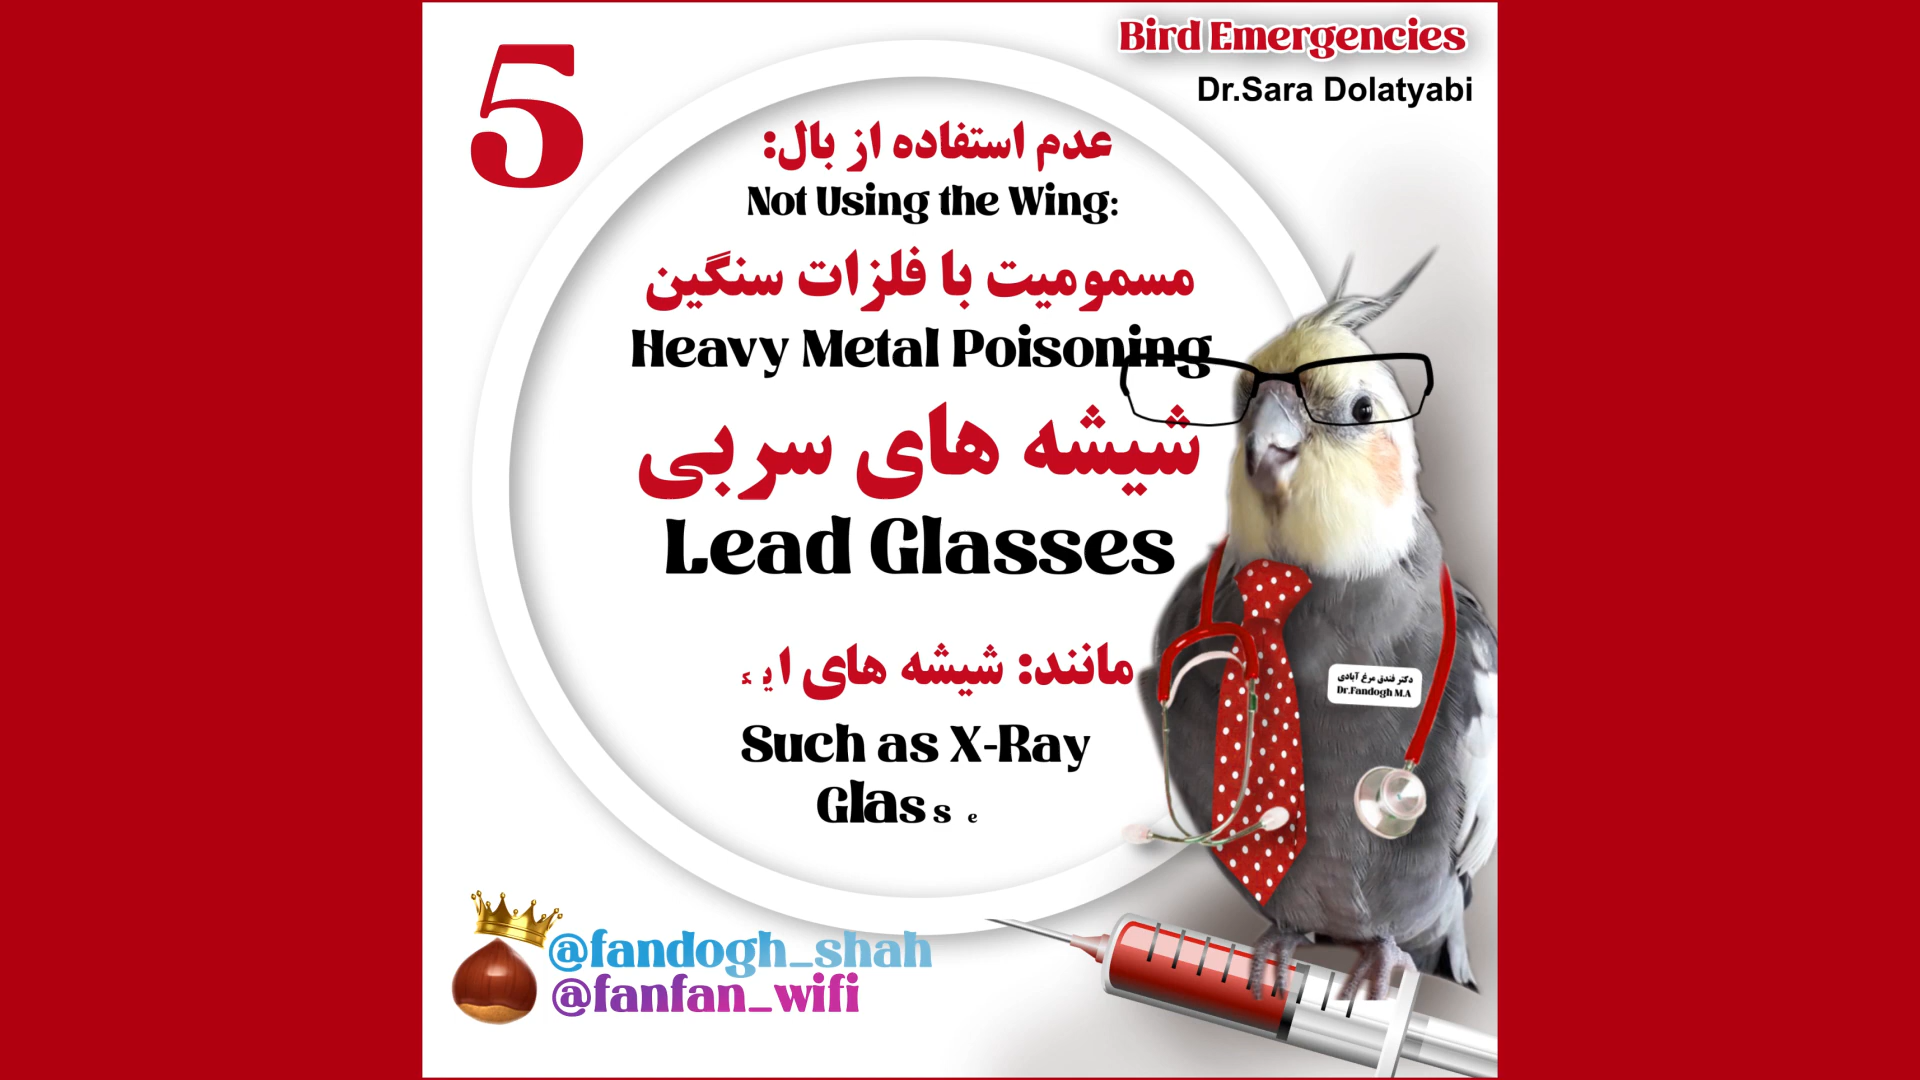 5
Bird Emergencies
Dr.Sara Dolatyabi
عدم استفاده از بال:
Not Using the Wing:
مسمومیت با فلزات سنگین
Heavy Metal Poisoning
شیشه های سربی
Lead Glasses
مانند: شیشه های ایک
Such as X-Ray
Glasse
دکتر فندق مرغ آبادی
Dr.Fandogh M.A
@fandogh_shah
@fanfan_wifi